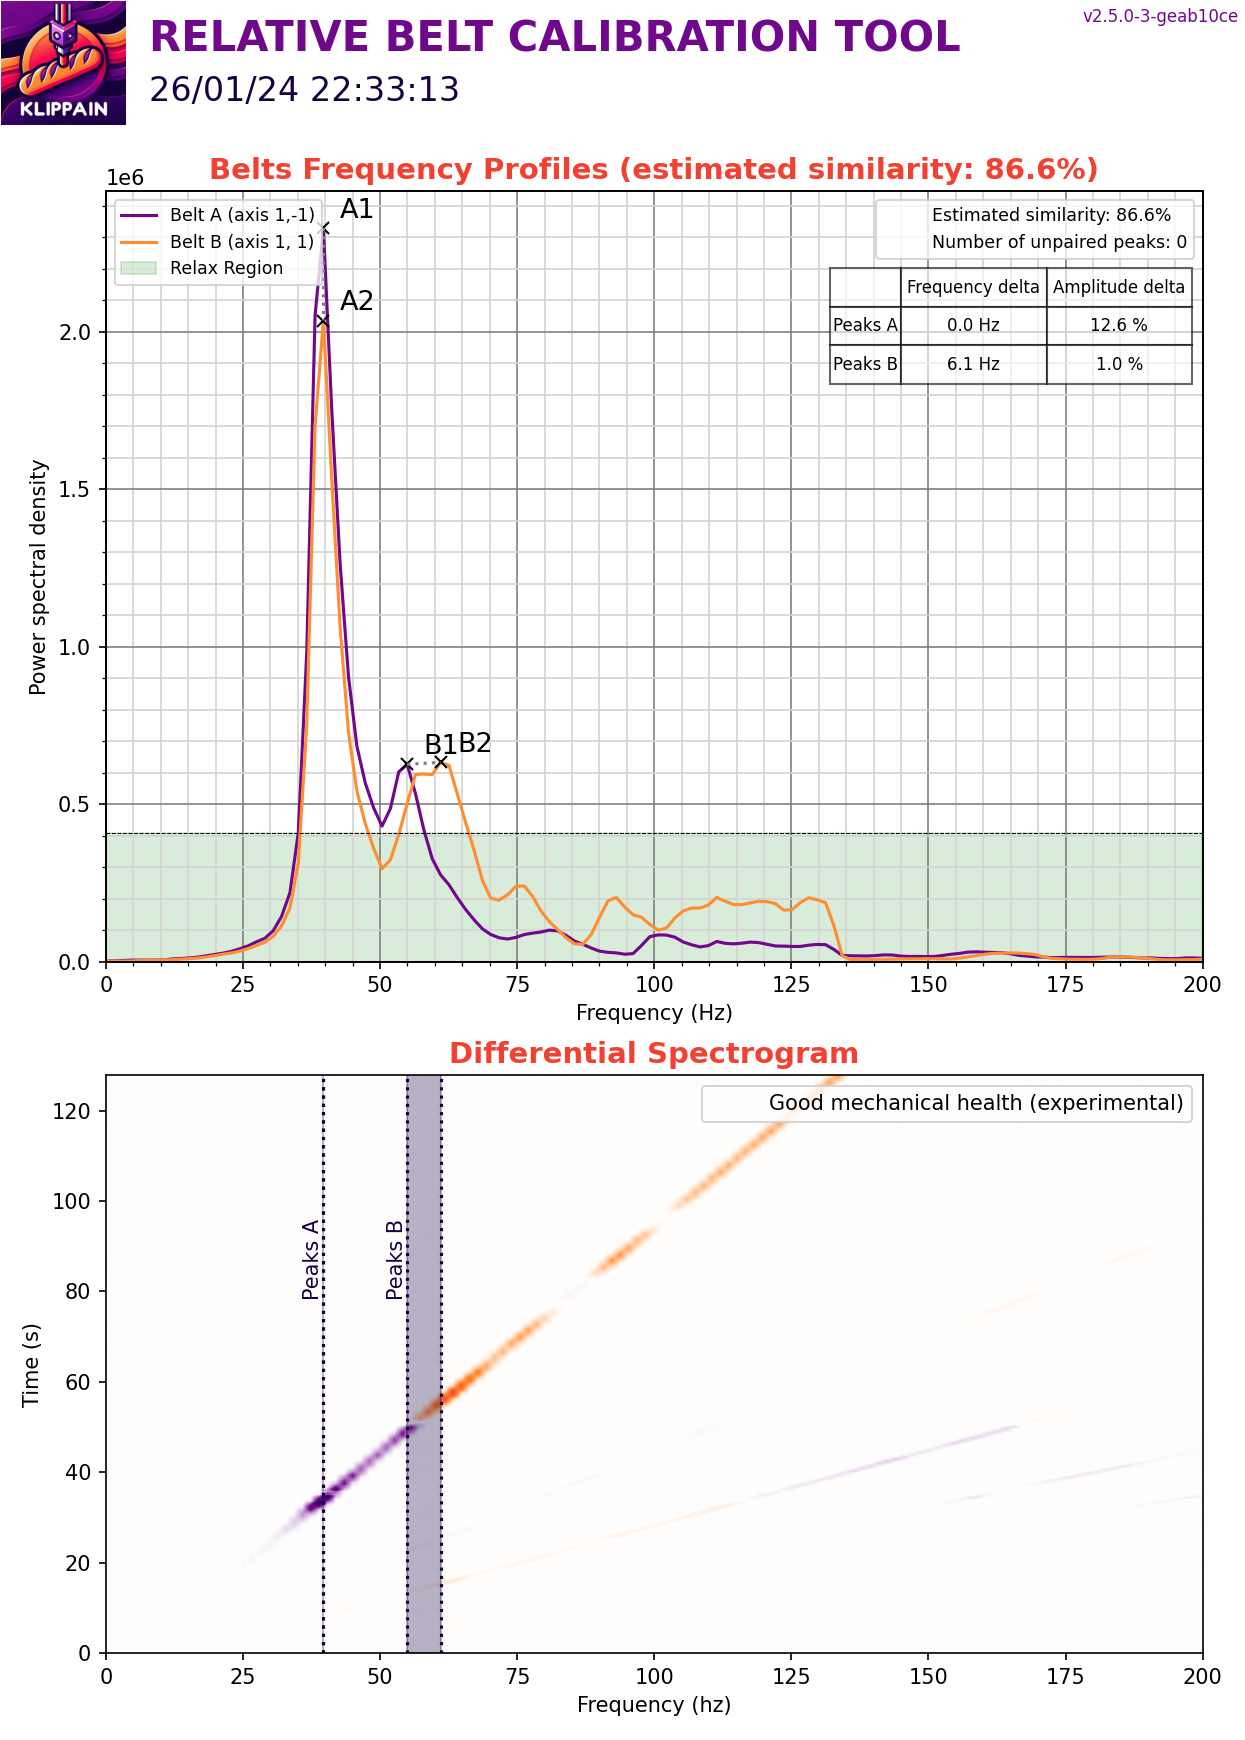 KLIPPAIN
RELATIVE BELT CALIBRATION TOOL
v2.5.0-3-geab10ce
26/01/24 22:33:13
Belts Frequency Profiles (estimated similarity: 86.6%)
1e6
Belt A (axis 1,-1)
Belt B (axis 1, 1)
Relax Region
A1
A2
B1
B2
Estimated similarity: 86.6%
Number of unpaired peaks: 0
Frequency delta Amplitude delta
Peaks A 0.0 Hz 12.6 %
Peaks B 6.1 Hz 1.0 %
Power spectral density
2.0
1.5
1.0
0.5
0.0
0 25 50 75 100 125 150 175 200
Frequency (Hz)
Differential Spectrogram
Good mechanical health (experimental)
Peaks A
Peaks B
Time (s)
120
100
80
60
40
20
0
0 25 50 75 100 125 150 175 200
Frequency (hz)